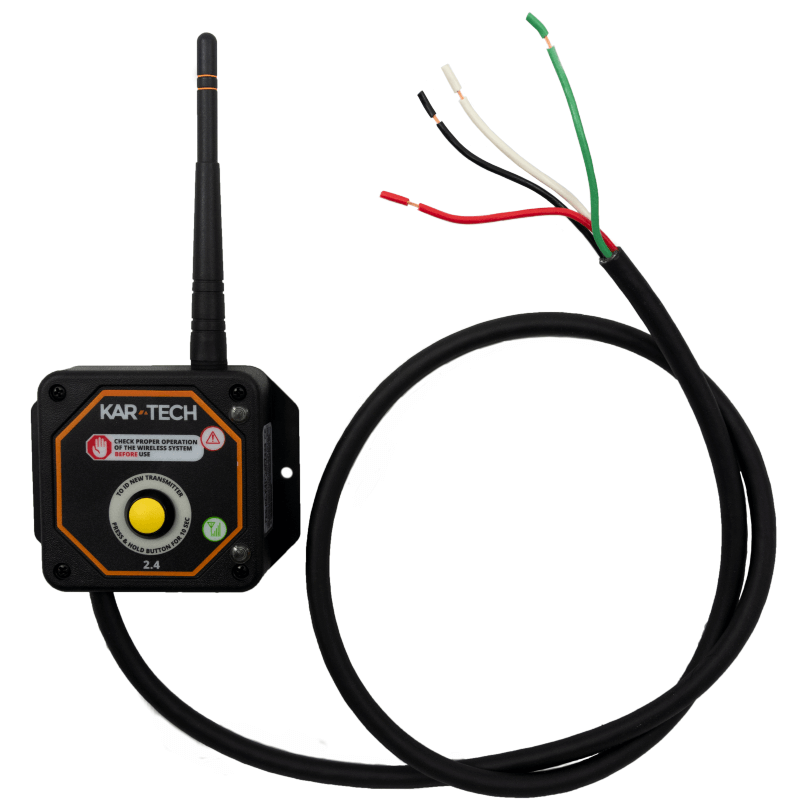 KAR-TECH
CHECK PROPER OPERATION
OF THE WIRELESS SYSTEM
BEFORE USE
TO ID NEW TRANSMITTER
PRESS & HOLD BUTTON FOR 10 SEC
2.4